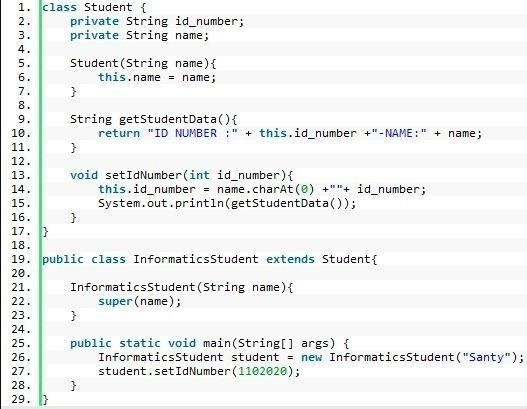 1. class Student {
2.     private String id_number;
3.     private String name;
4.
5.     Student(String name){
6.         this.name = name;
7.     }
8.
9.     String getStudentData(){
10.         return "ID NUMBER :" + this.id_number +"-NAME:" + name;
11.     }
12.
13.     void setIdNumber(int id_number){
14.         this.id_number = name.charAt(0) +""+ id_number;
15.         System.out.println(getStudentData());
16.     }
17. }
18.
19. public class InformaticsStudent extends Student{
20.
21.     InformaticsStudent(String name){
22.         super(name);
23.     }
24.
25.     public static void main(String[] args) {
26.         InformaticsStudent student = new InformaticsStudent("Santy");
27.         student.setIdNumber(1102020);
28.     }
29. }